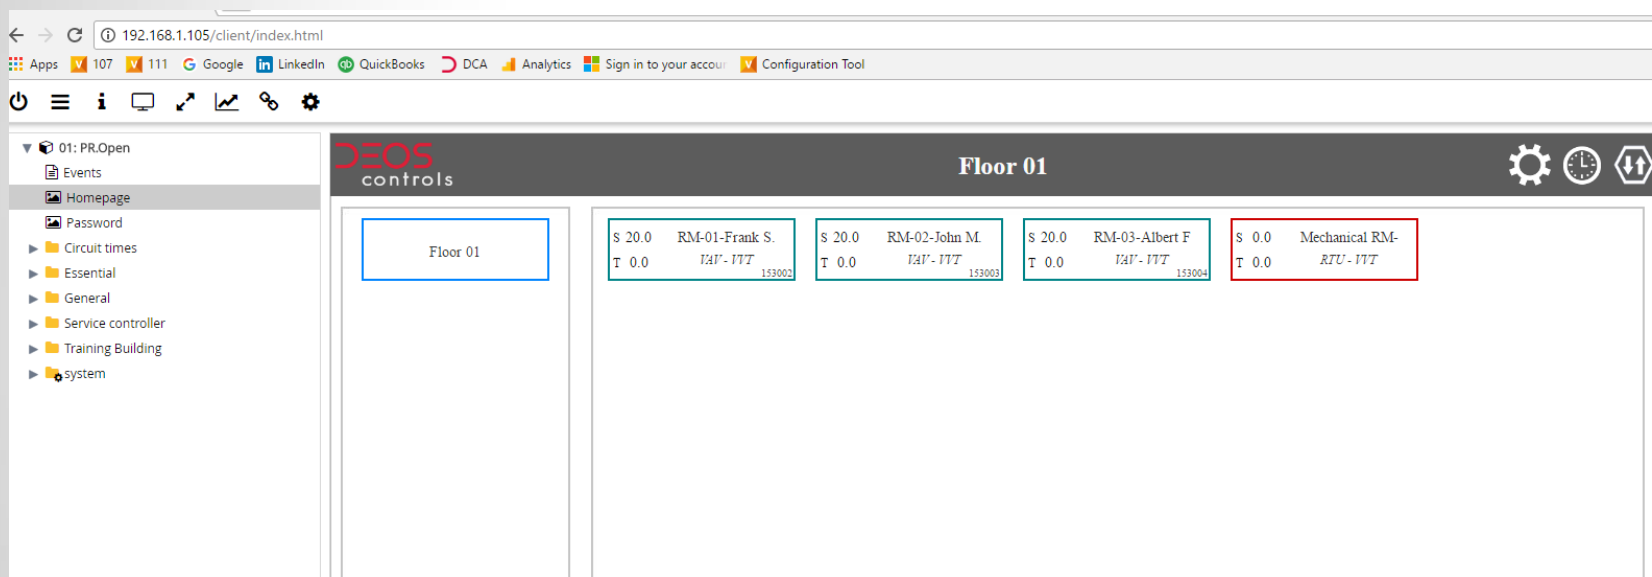 192.168.1.105/client/index.html
Apps 107 111 Google LinkedIn QuickBooks DCA Analytics Sign in to your accour Configuration Tool
01: PR.Open
Events
Homepage
Password
Circuit times
Essential
General
Service controller
Training Building
system
DEOS
controls
Floor 01
Floor 01
S 20.0 RM-01-Frank S.
T 0.0 VAV - VVT
153002
S 20.0 RM-02-John M.
T 0.0 VAV - VVT
153003
S 20.0 RM-03-Albert F
T 0.0 VAV - VVT
153004
S 0.0 Mechanical RM-
T 0.0 RTU - VVT